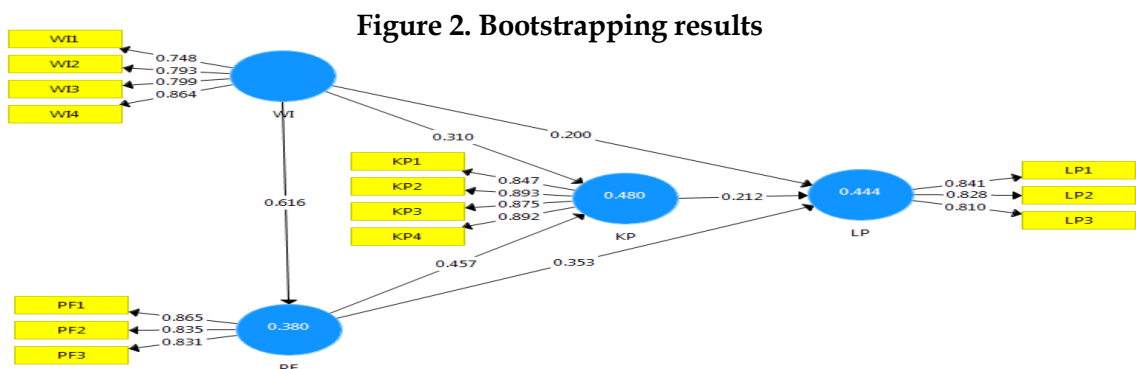 Figure 2. Bootstrapping results
WI1
WI2
WI3
WI4
0.748
0.793
0.799
0.864
WI
0.310
0.200
0.616
KP1
KP2
KP3
KP4
0.847
0.893
0.875
0.892
0.480
KP
0.212
0.444
LP
0.841
0.828
0.810
LP1
LP2
LP3
0.457
0.353
PF1
PF2
PF3
0.865
0.835
0.831
0.380
PF